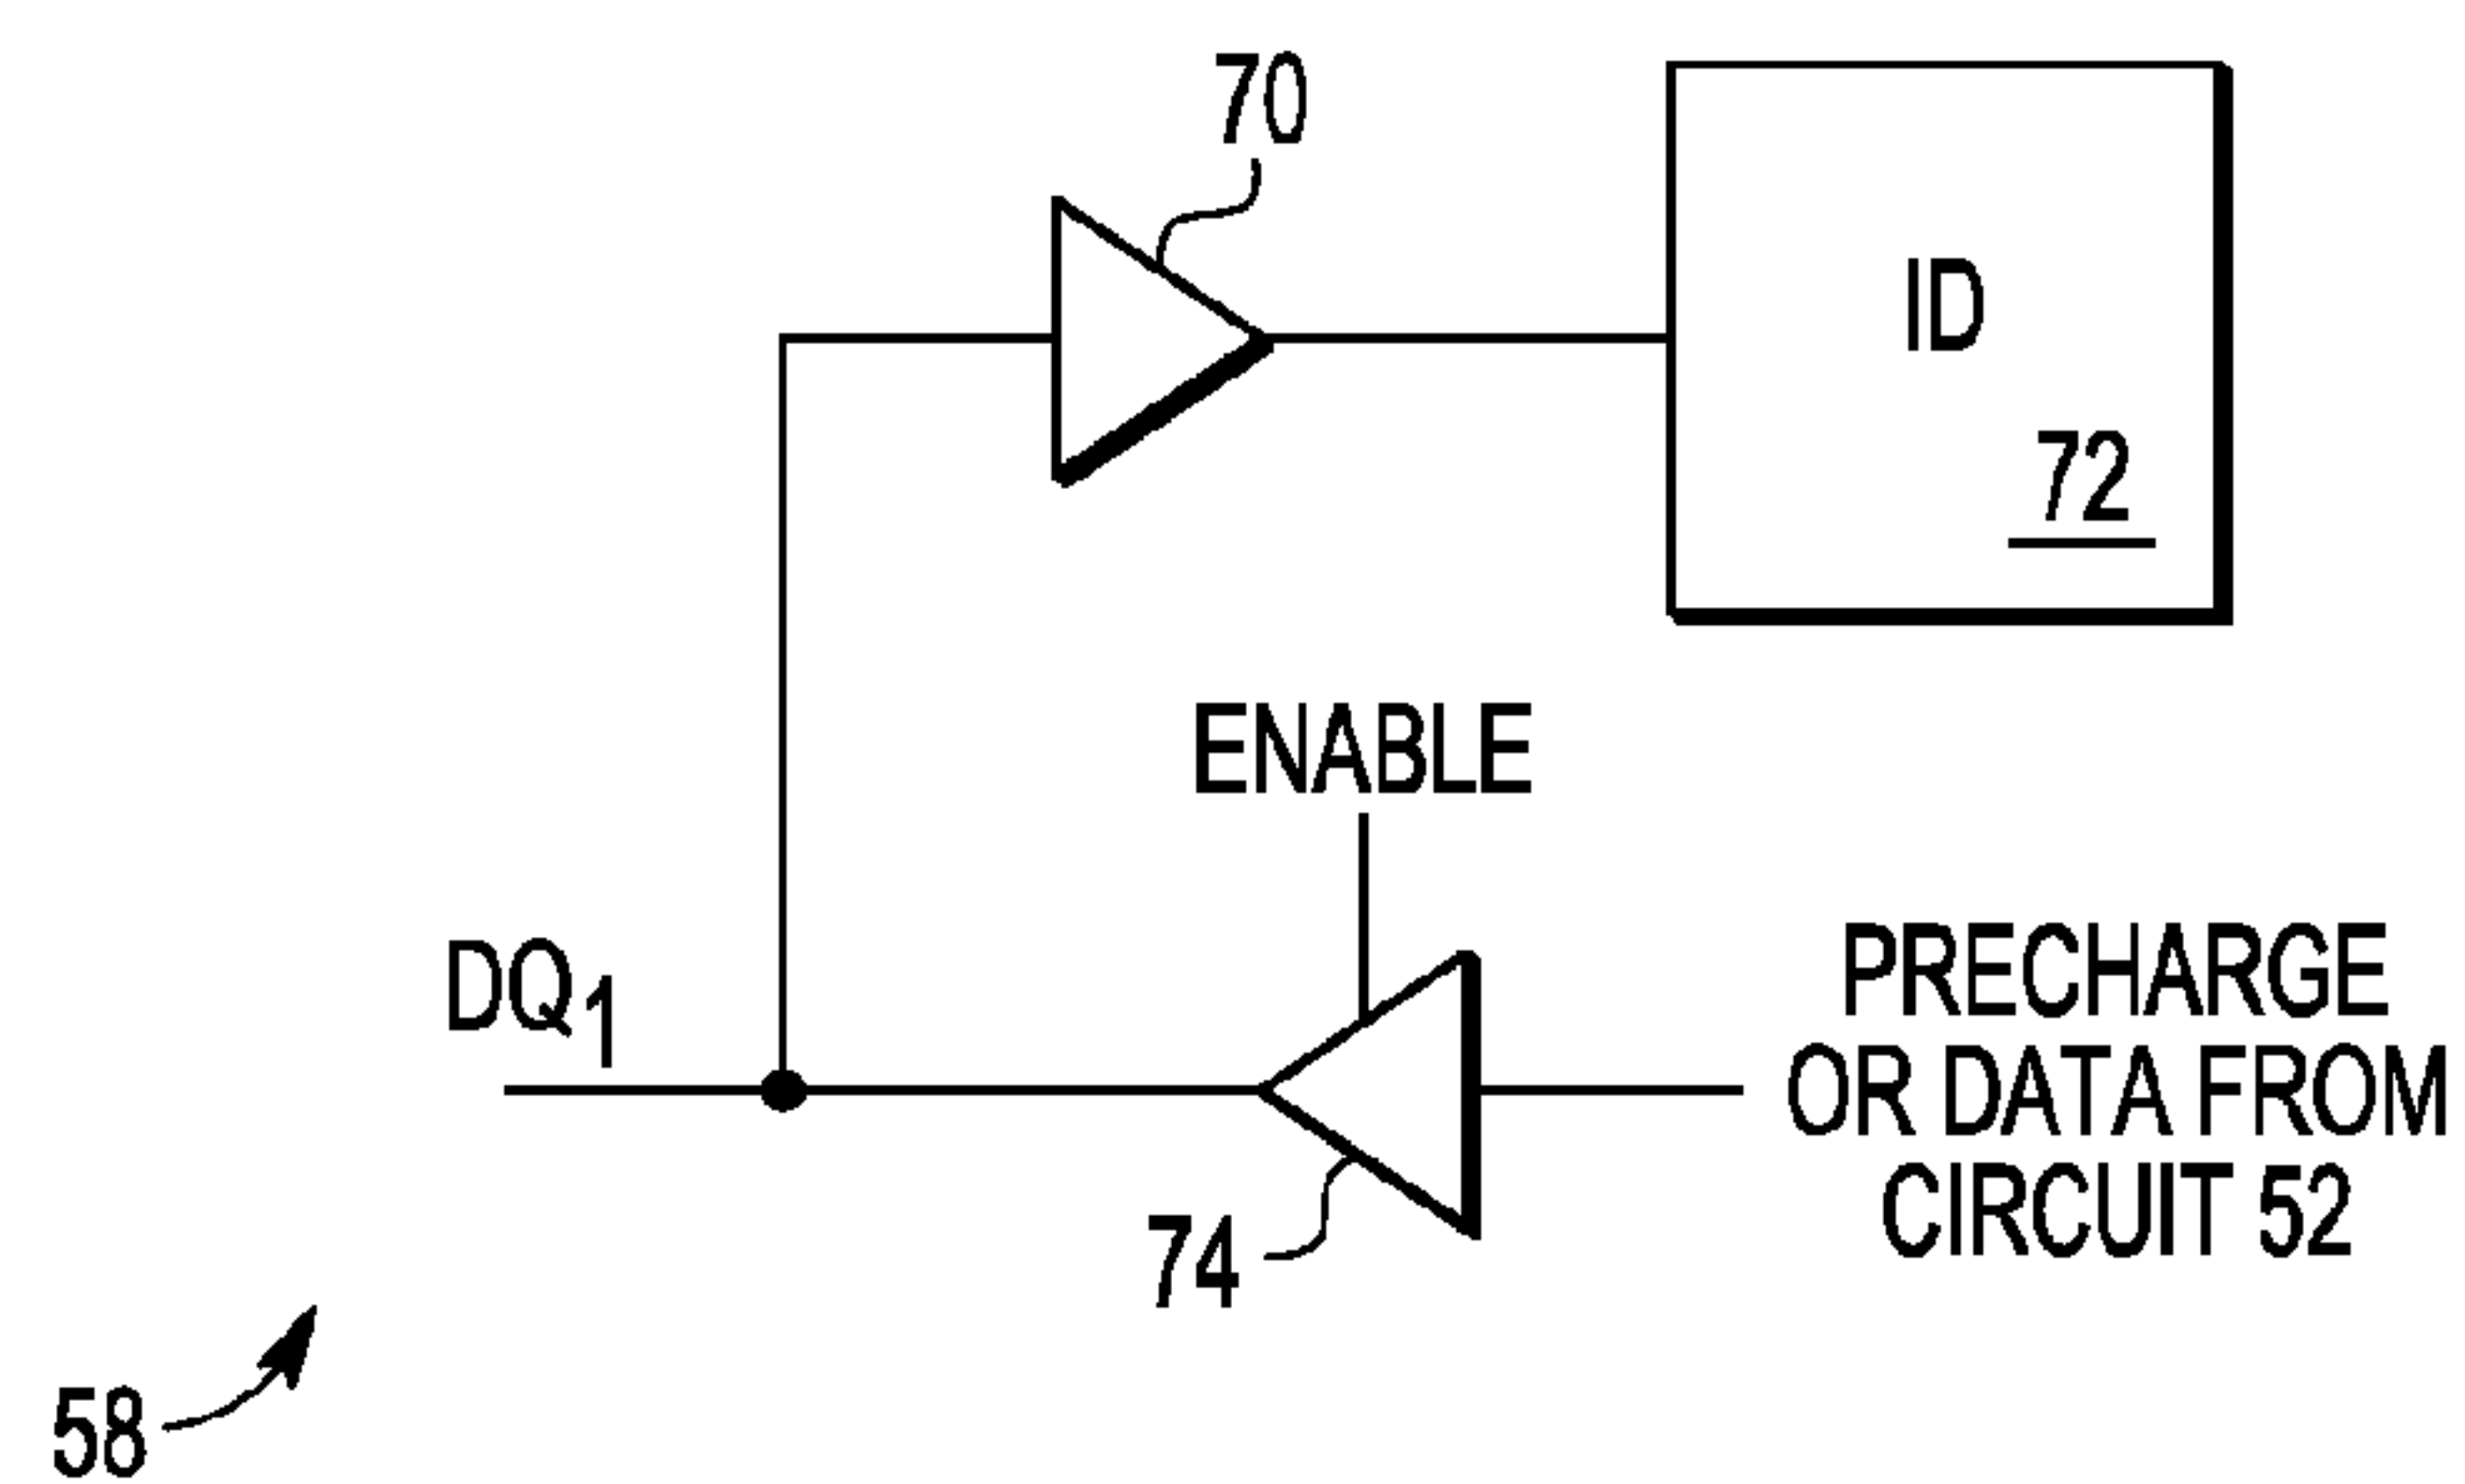 70
ID
72
ENABLE
DQ1
PRECHARGE
OR DATA FROM
CIRCUIT 52
74
58